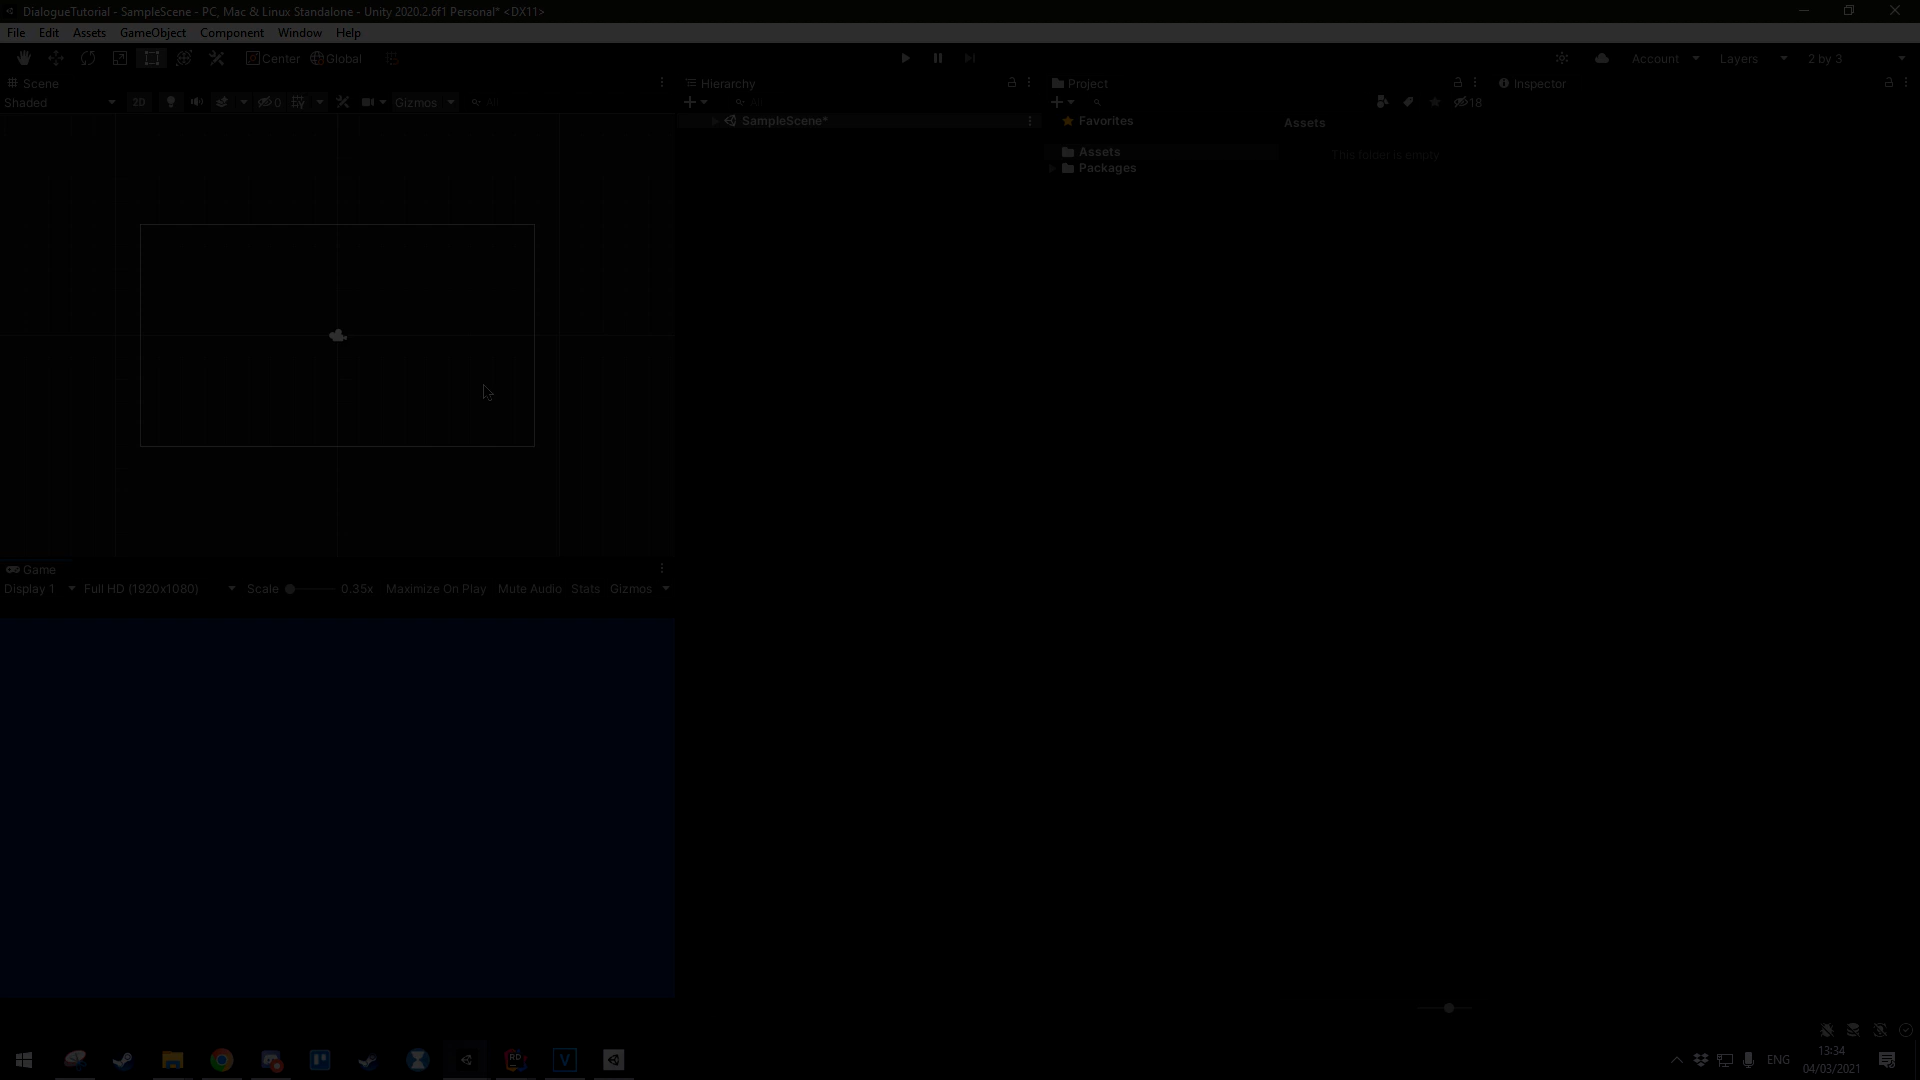 DialogueTutorial - SampleScene - PC, Mac & Linux Standalone - Unity 2020.2.6f1 Personal* <DX11>
File Edit Assets GameObject Component Window Help
Center Global Account Layers 2 by 3
Scene
Shaded 2D 0 Gizmos All
Hierarchy
All
SampleScene*
Project
18
Favorites
Assets
Packages
Assets
This folder is empty
Inspector
Game
Display 1 Full HD (1920x1080) Scale 0.35x Maximize On Play Mute Audio Stats Gizmos
RD V
ENG
13:34
04/03/2021